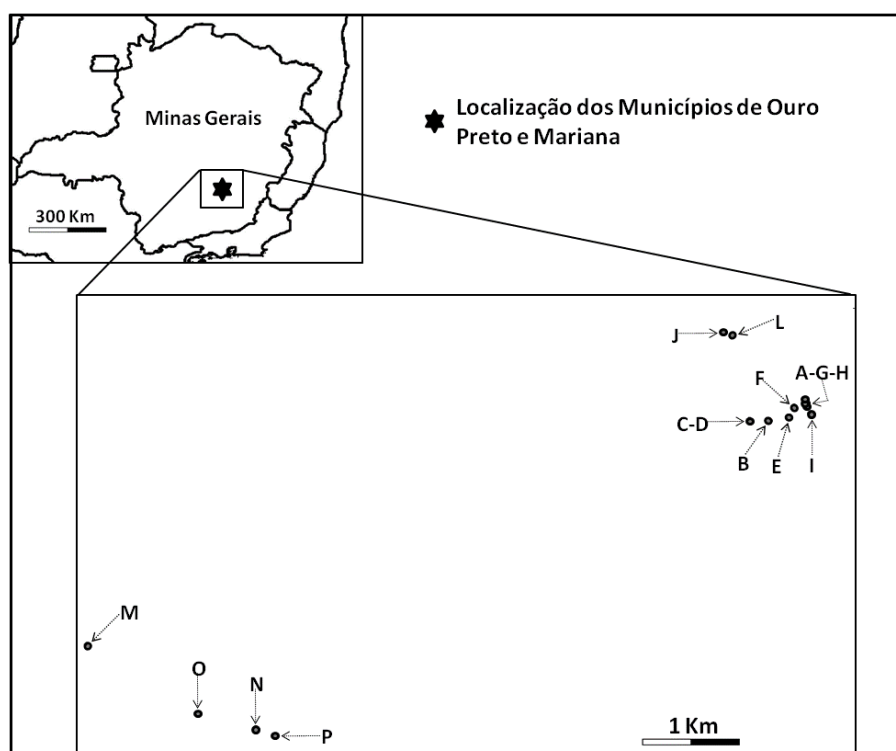 Minas Gerais
300 Km
Localização dos Municípios de Ouro
Preto e Mariana
J
L
F
A-G-H
C-D
B
E
I
M
O
N
P
1 Km